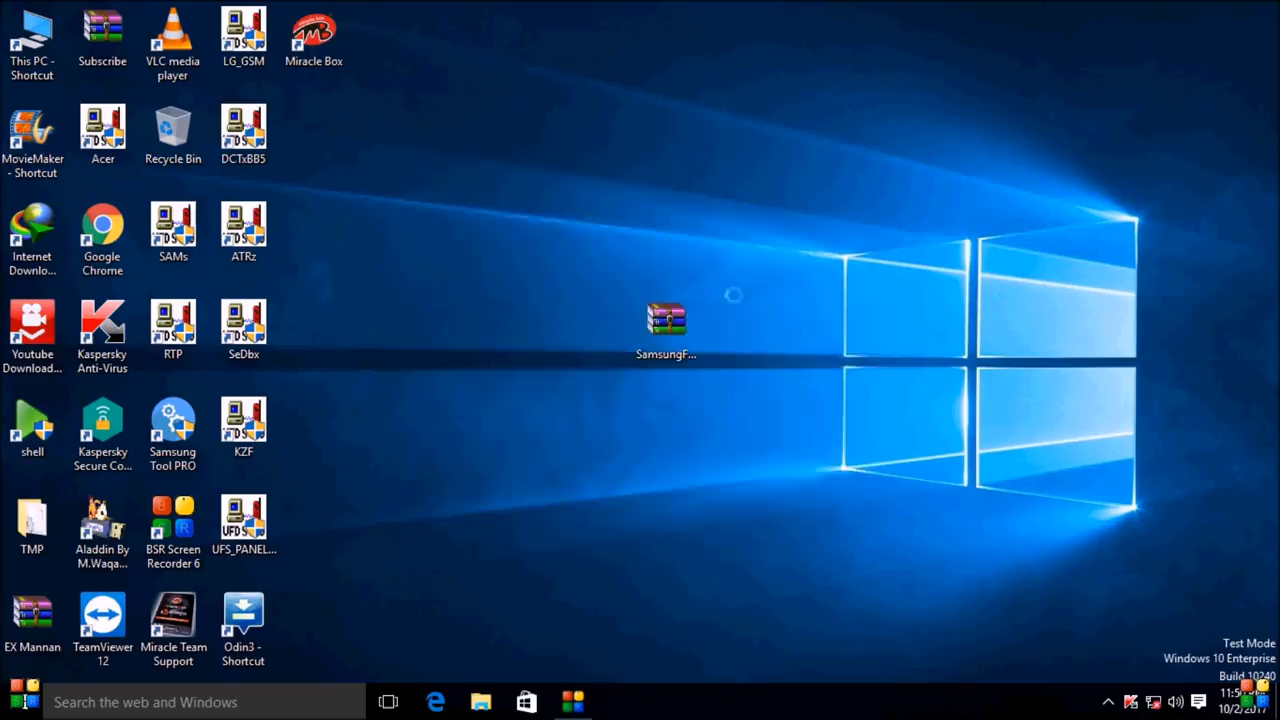 This PC -
Shortcut
Subscribe
VLC media
player
LG_GSM
Miracle Box
MovieMaker
- Shortcut
Acer
Recycle Bin
DCTxBB5
Internet
Downlo...
Google
Chrome
SAMs
ATRz
Youtube
Download...
Kaspersky
Anti-Virus
RTP
SeDbx
SamsungF...
shell
Kaspersky
Secure Co...
Samsung
Tool PRO
KZF
TMP
Aladdin By
M.Waqa...
BSR Screen
Recorder 6
UFS_PANEL...
EX Mannan
TeamViewer
12
Miracle Team
Support
Odin3 -
Shortcut
Test Mode
Windows 10 Enterprise
Build 10240
Search the web and Windows